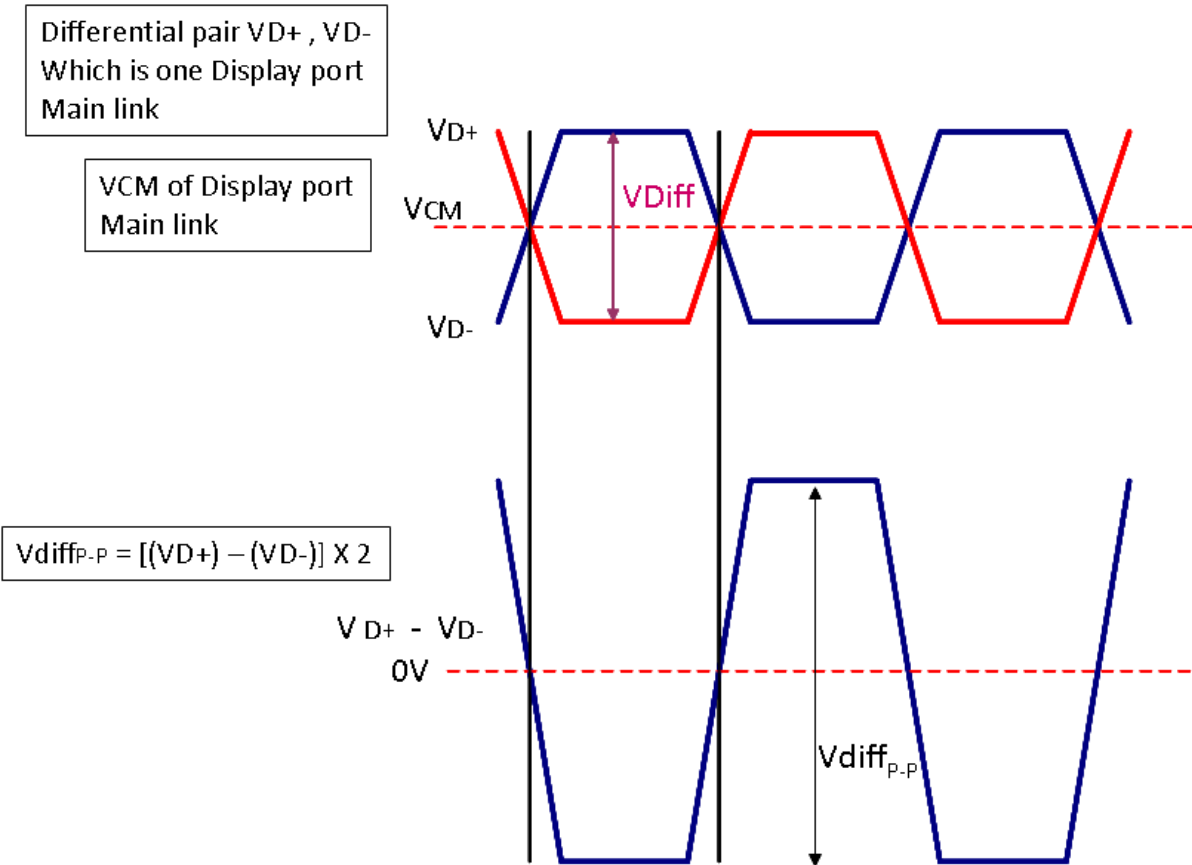 Differential pair VD+ , VD-
Which is one Display port
Main link
VD+
VCM of Display port
Main link
VDiff
VCM
VD-
VdiffP-P = [(VD+) – (VD-)] X 2
V D+ - VD-
0V
VdiffP-P